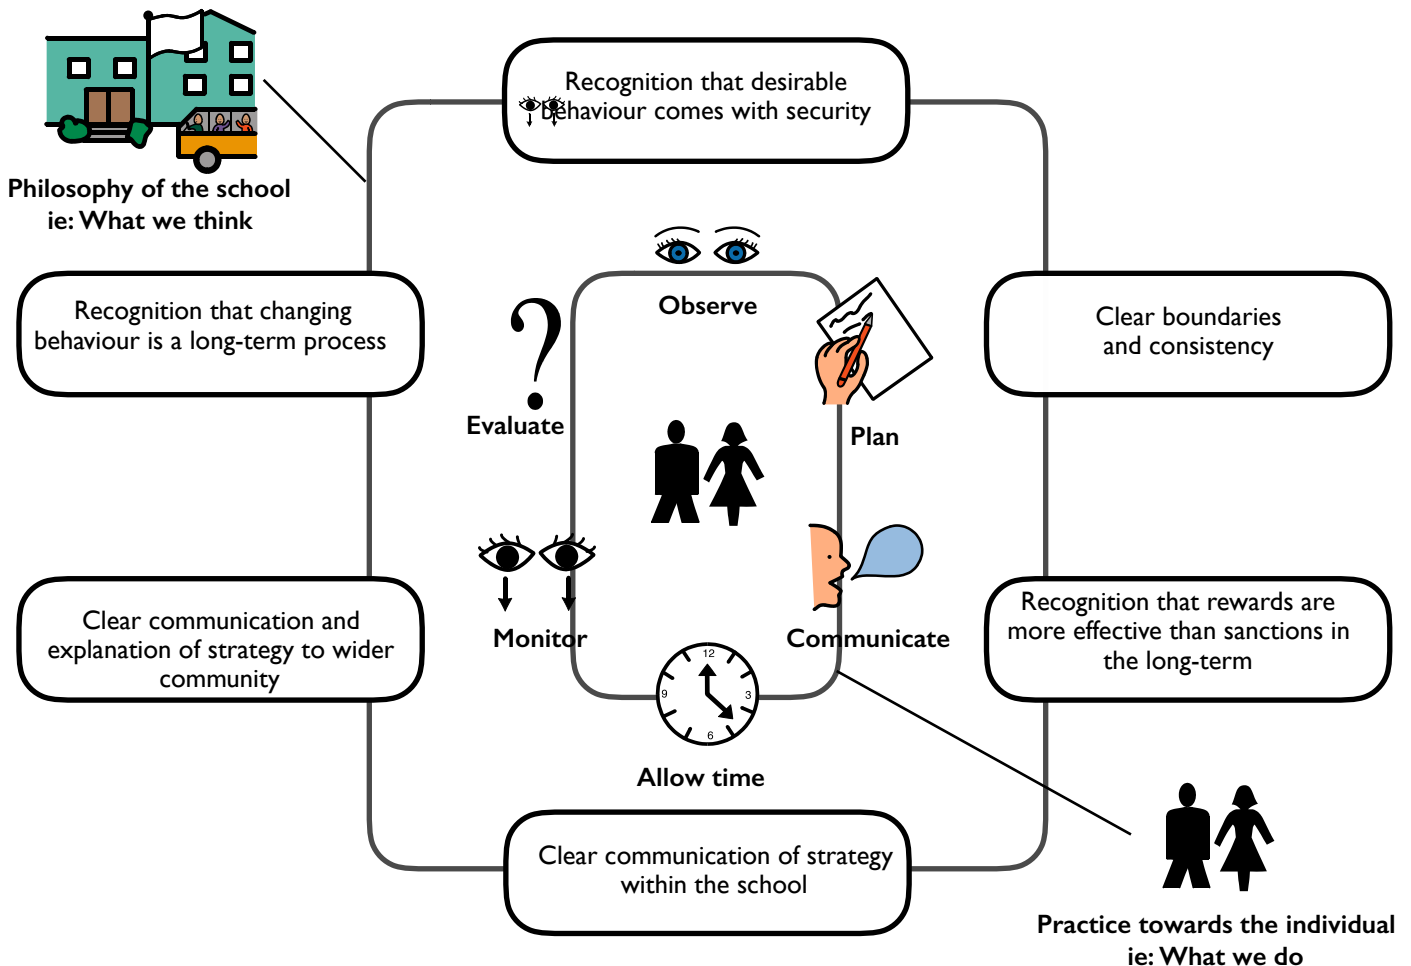 Recognition that desirable
behaviour comes with security
Philosophy of the school
ie: What we think
Recognition that changing
behaviour is a long-term process
Observe
Clear boundaries
and consistency
Evaluate
Plan
Clear communication and
explanation of strategy to wider
community
Monitor
Communicate
Recognition that rewards are
more effective than sanctions in
the long-term
12
9
3
6
Allow time
Clear communication of strategy
within the school
Practice towards the individual
ie: What we do